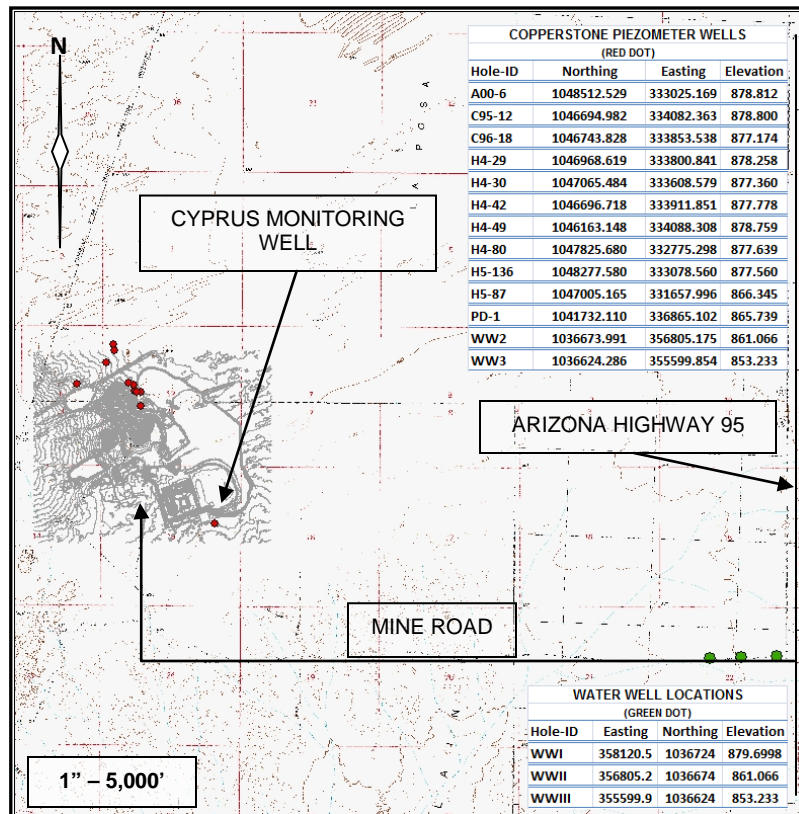 N
COPPERSTONE PIEZOMETER WELLS
(RED DOT)
Hole-ID Northing Easting Elevation
A00-6 1048512.529 333025.169 878.812
C95-12 1046694.982 334082.363 878.800
C96-18 1046743.828 333853.538 877.174
H4-29 1046968.619 333800.841 878.258
H4-30 1047065.484 333608.579 877.360
H4-42 1046696.718 333911.851 877.778
H4-49 1046163.148 334088.308 878.759
H4-80 1047825.680 332775.298 877.639
H5-136 1048277.580 333078.560 877.560
H5-87 1047005.165 331657.996 866.345
PD-1 1041732.110 336865.102 865.739
WW2 1036673.991 356805.175 861.066
WW3 1036624.286 355599.854 853.233
CYPRUS MONITORING
WELL
ARIZONA HIGHWAY 95
MINE ROAD
WATER WELL LOCATIONS
(GREEN DOT)
Hole-ID Easting Northing Elevation
WWI 358120.5 1036724 879.6998
WWII 356805.2 1036674 861.066
WWIII 355599.9 1036624 853.233
1” – 5,000’